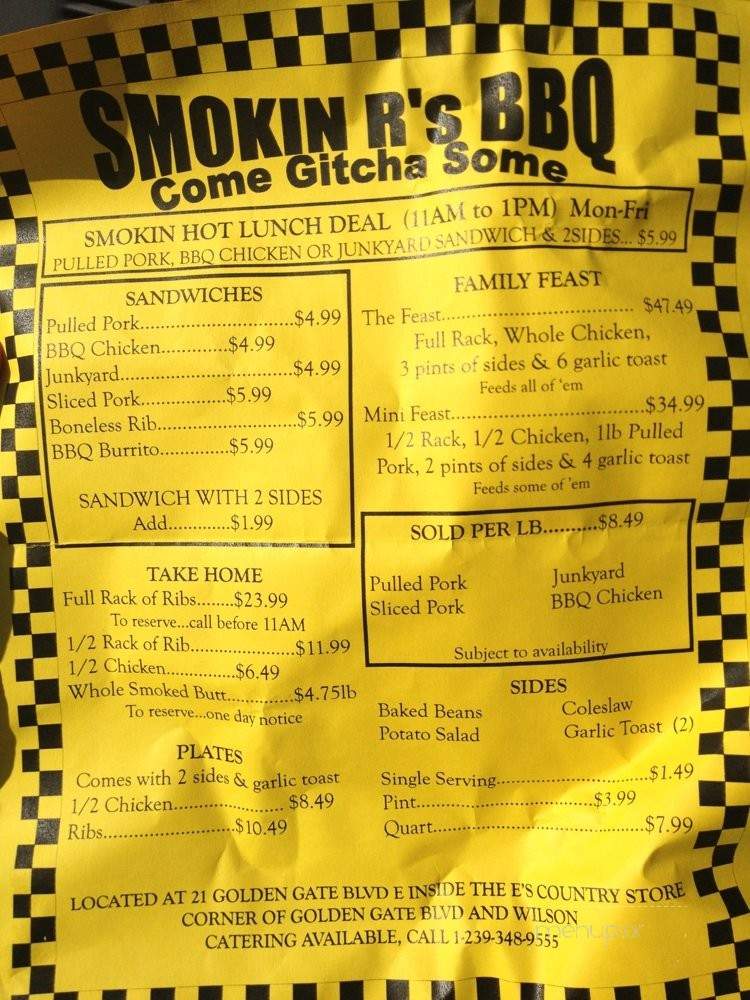 SMOKIN R's BBQ
Come Gitcha Some
SMOKIN HOT LUNCH DEAL (11AM to 1PM) Mon-Fri
PULLED PORK, BBQ CHICKEN OR JUNKYARD SANDWICH & 2SIDES... $5.99
SANDWICHES
Pulled Pork............................$4.99
BBQ Chicken............$4.99
Junkyard...............................$4.99
Sliced Pork...............$5.99
Boneless Rib.........................$5.99
BBQ Burrito.............$5.99
SANDWICH WITH 2 SIDES
Add............$1.99
FAMILY FEAST
The Feast................................... $47.49
Full Rack, Whole Chicken,
3 pints of sides & 6 garlic toast
Feeds all of 'em
Mini Feast...................................$34.99
1/2 Rack, 1/2 Chicken, 1lb Pulled
Pork, 2 pints of sides & 4 garlic toast
Feeds some of 'em
SOLD PER LB..........$8.49
Pulled Pork Junkyard
Sliced Pork BBQ Chicken
Subject to availability
TAKE HOME
Full Rack of Ribs.......$23.99
To reserve...call before 11AM
1/2 Rack of Rib...................$11.99
1/2 Chicken.............$6.49
Whole Smoked Butt............$4.75lb
To reserve...one day notice
PLATES
Comes with 2 sides & garlic toast
1/2 Chicken.................... $8.49
Ribs........................$10.49
SIDES
Baked Beans Coleslaw
Potato Salad Garlic Toast (2)
Single Serving...........................$1.49
Pint................................$3.99
Quart......................................$7.99
LOCATED AT 21 GOLDEN GATE BLVD E INSIDE THE E'S COUNTRY STORE
CORNER OF GOLDEN GATE BLVD AND WILSON
CATERING AVAILABLE, CALL 1-239-348-9555
menupix